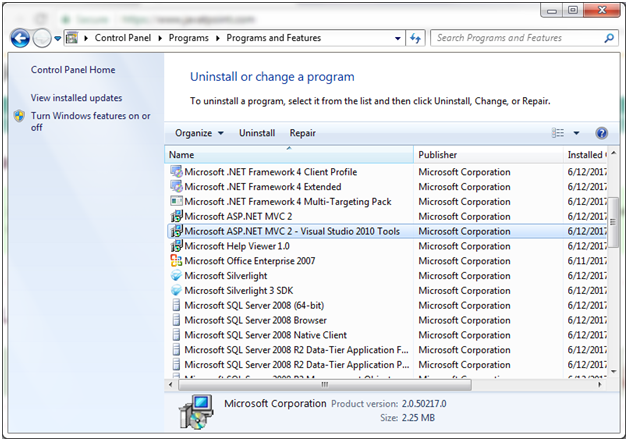 Secure https://www.javatpoint.com
Control Panel Programs Programs and Features
Search Programs and Features
Control Panel Home
View installed updates
Turn Windows features on or
off
Uninstall or change a program
To uninstall a program, select it from the list and then click Uninstall, Change, or Repair.
Organize Uninstall Repair
Name Publisher Installed
Microsoft .NET Framework 4 Client Profile Microsoft Corporation 6/12/2017
Microsoft .NET Framework 4 Extended Microsoft Corporation 6/12/2017
Microsoft .NET Framework 4 Multi-Targeting Pack Microsoft Corporation 6/12/2017
Microsoft ASP.NET MVC 2 Microsoft Corporation 6/12/2017
Microsoft ASP.NET MVC 2 - Visual Studio 2010 Tools Microsoft Corporation 6/12/2017
Microsoft Help Viewer 1.0 Microsoft Corporation 6/12/2017
Microsoft Office Enterprise 2007 Microsoft Corporation 6/11/2017
Microsoft Silverlight Microsoft Corporation 6/12/2017
Microsoft Silverlight 3 SDK Microsoft Corporation 6/12/2017
Microsoft SQL Server 2008 (64-bit) Microsoft Corporation 6/12/2017
Microsoft SQL Server 2008 Browser Microsoft Corporation 6/12/2017
Microsoft SQL Server 2008 Native Client Microsoft Corporation 6/12/2017
Microsoft SQL Server 2008 R2 Data-Tier Application F... Microsoft Corporation 6/12/2017
Microsoft SQL Server 2008 R2 Data-Tier Application P... Microsoft Corporation 6/12/2017
Microsoft Corporation Product version: 2.0.50217.0
Size: 2.25 MB